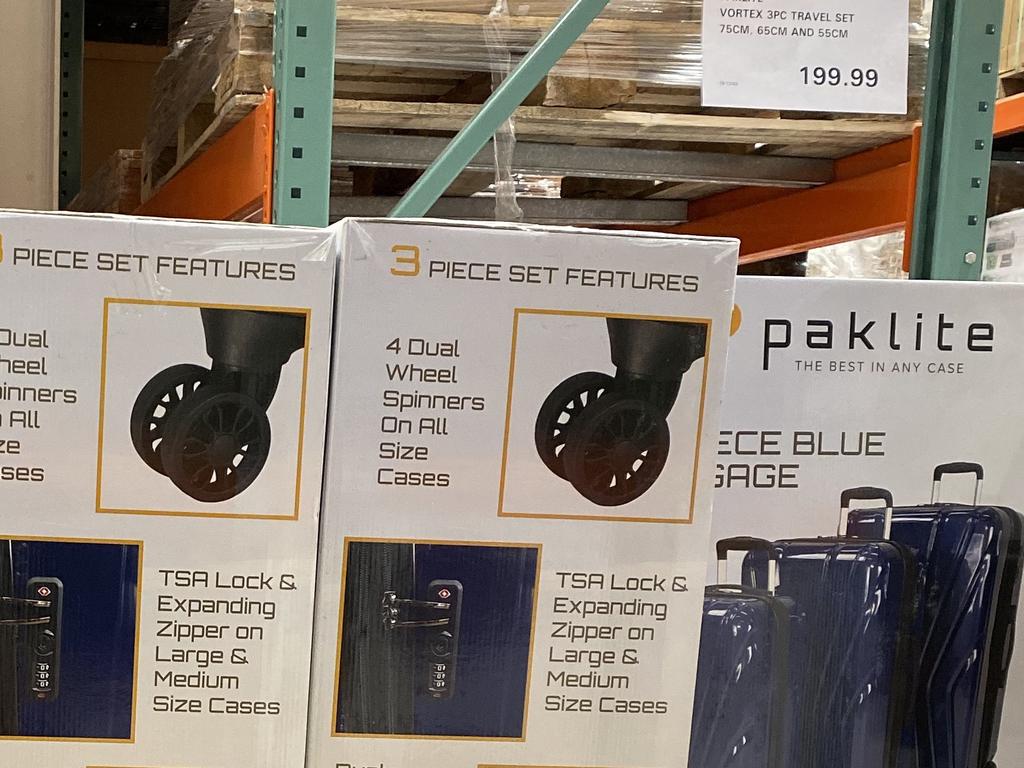 VORTEX 3PC TRAVEL SET
75CM, 65CM AND 55CM
199.99
PIECE SET FEATURES
Dual
heel
inners
All
ze
ses
TSA Lock &
Expanding
Zipper on
Large &
Medium
Size Cases
3 PIECE SET FEATURES
4 Dual
Wheel
Spinners
On All
Size
Cases
TSA Lock &
Expanding
Zipper on
Large &
Medium
Size Cases
paklite
THE BEST IN ANY CASE
ECE BLUE
GAGE